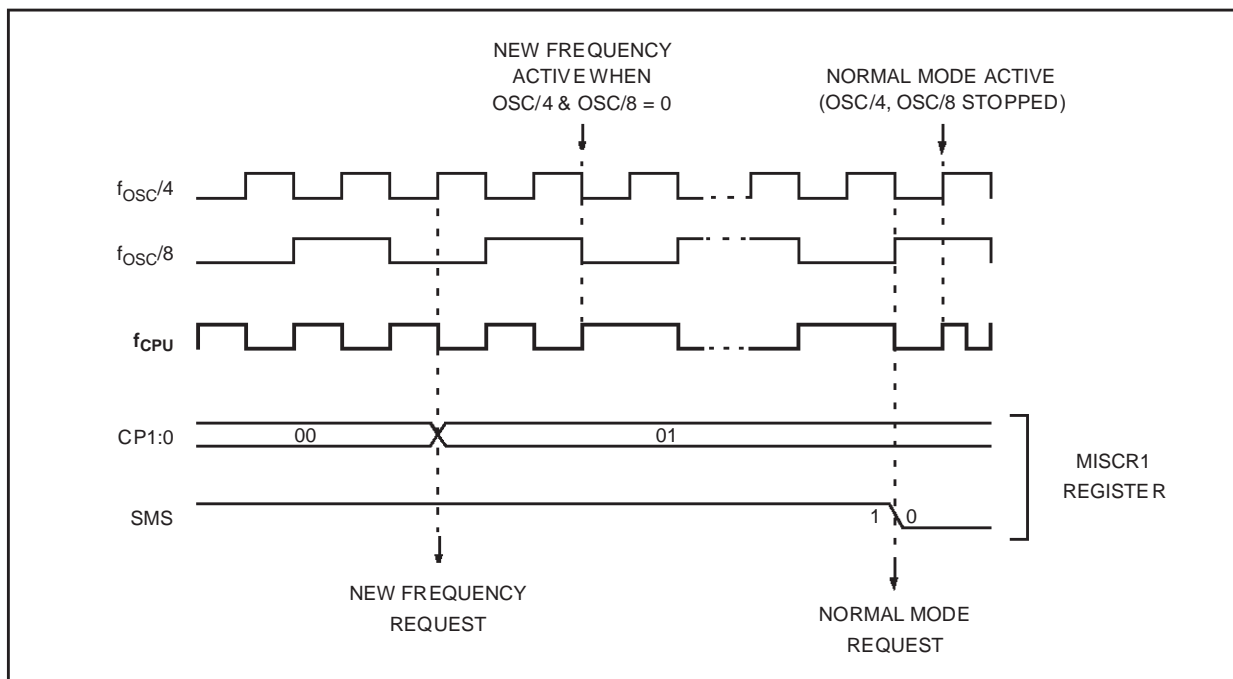 NEW FREQUENCY
ACTIVE WHEN
OSC/4 & OSC/8 = 0
NORMAL MODE ACTIVE
(OSC/4, OSC/8 STOPPED)
fOSC/4
fOSC/8
fCPU
CP1:0
00
01
MISCR1
REGISTER
SMS
1
0
NEW FREQUENCY
REQUEST
NORMAL MODE
REQUEST